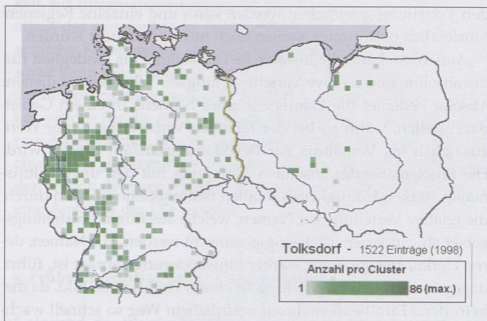 Tolksdorf - 1522 Einträge (1998)
Anzahl pro Cluster
1 86 (max.)